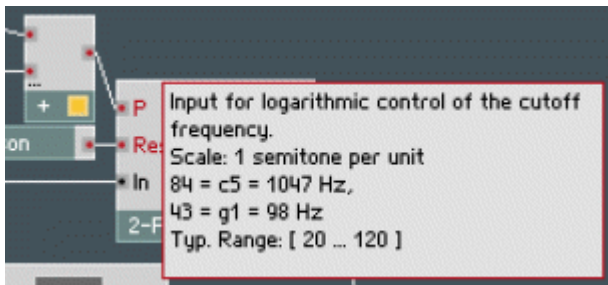 ...
+
P
Input for logarithmic control of the cutoff
frequency.
Scale: 1 semitone per unit
84 = c5 = 1047 Hz,
43 = g1 = 98 Hz
Typ. Range: [ 20 ... 120 ]
on
Res
In
2-F